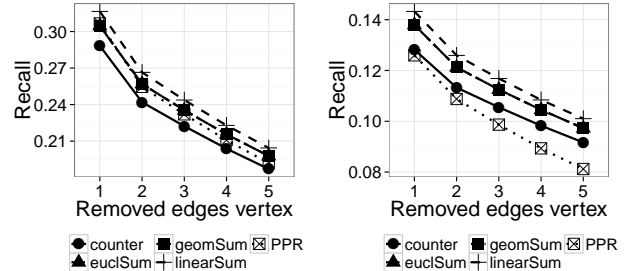 0.30
0.27
0.24
0.21
Recall
1 2 3 4 5
Removed edges vertex
counter geomSum PPR
euclSum linearSum
0.14
0.12
0.10
0.08
Recall
1 2 3 4 5
Removed edges vertex
counter geomSum PPR
euclSum linearSum